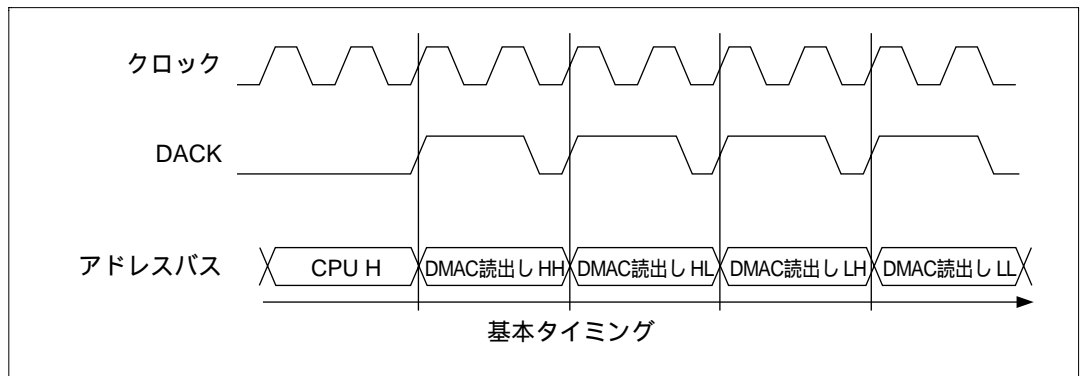 クロック
DACK
アドレスバス
CPU H
DMAC読出し HH
DMAC読出し HL
DMAC読出し LH
DMAC読出し LL
基本タイミング